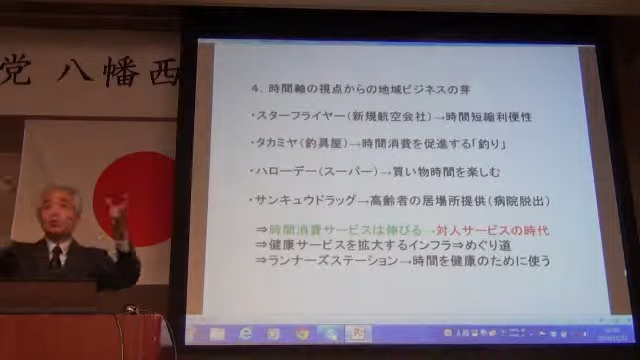 党 八幡西
4. 時間軸の視点からの地域ビジネスの芽
・スターフライヤー(新規航空会社)→時間短縮利便性
・タカミヤ(釣具屋)→時間消費を促進する「釣り」
・ハローデー(スーパー)→買い物時間を楽しむ
・サンキュウドラッグ→高齢者の居場所提供(病院脱出)
⇒時間消費サービスは伸びる→対人サービスの時代
⇒健康サービスを拡大するインフラ⇒めぐり道
⇒ランナーズステーション→時間を健康のために使う